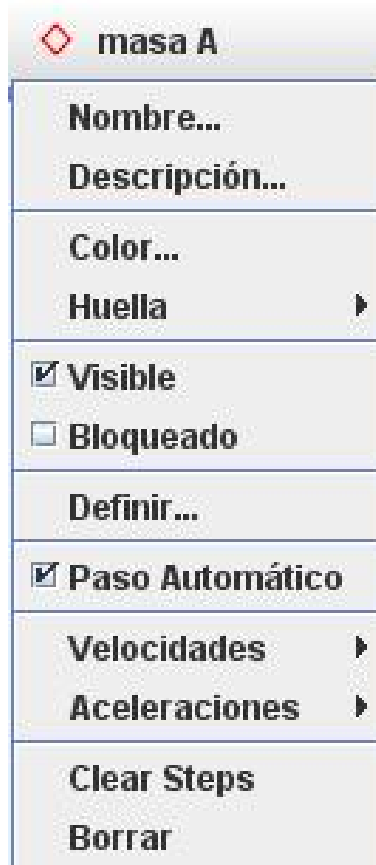 masa A
Nombre...
Descripción...
Color...
Huella
Visible
Bloqueado
Definir...
Paso Automático
Velocidades
Aceleraciones
Clear Steps
Borrar